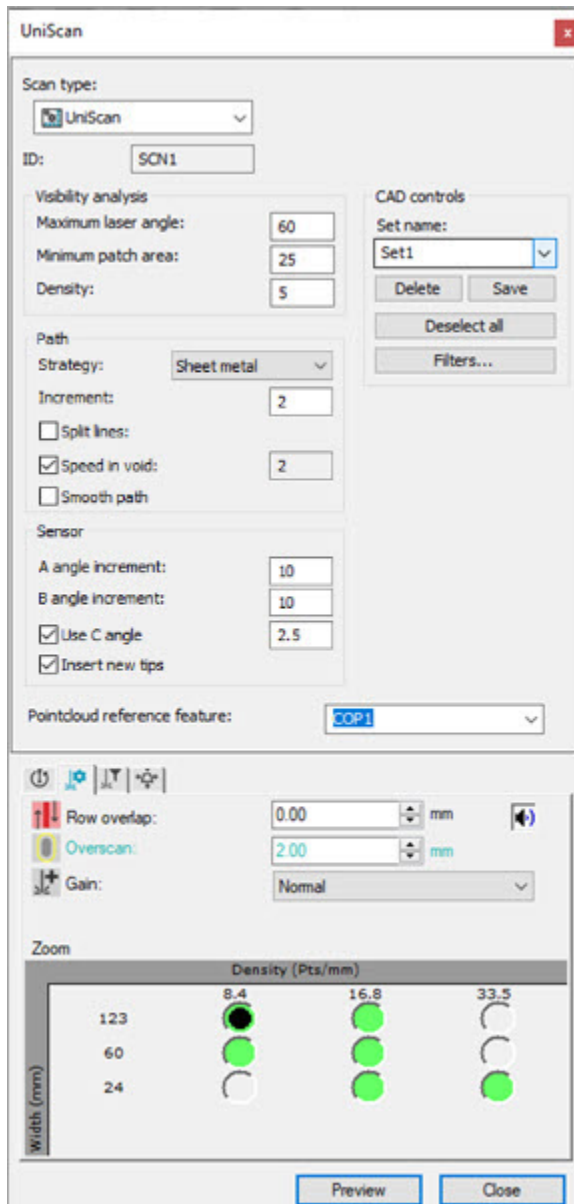 UniScan
x
Scan type:
UniScan
ID: SCN1
Visibility analysis
Maximum laser angle: 60
Minimum patch area: 25
Density: 5
CAD controls
Set name:
Set1
Delete Save
Deselect all
Filters...
Path
Strategy: Sheet metal
Increment: 2
Split lines:
Speed in void: 2
Smooth path
Sensor
A angle increment: 10
B angle increment: 10
Use C angle 2.5
Insert new tips
Pointcloud reference feature: COP1
Row overlap: 0.00 mm
Overscan: 2.00 mm
Gain: Normal
Zoom
Density (Pts/mm)
8.4 16.8 33.5
Width (mm)
123
60
24
Preview Close